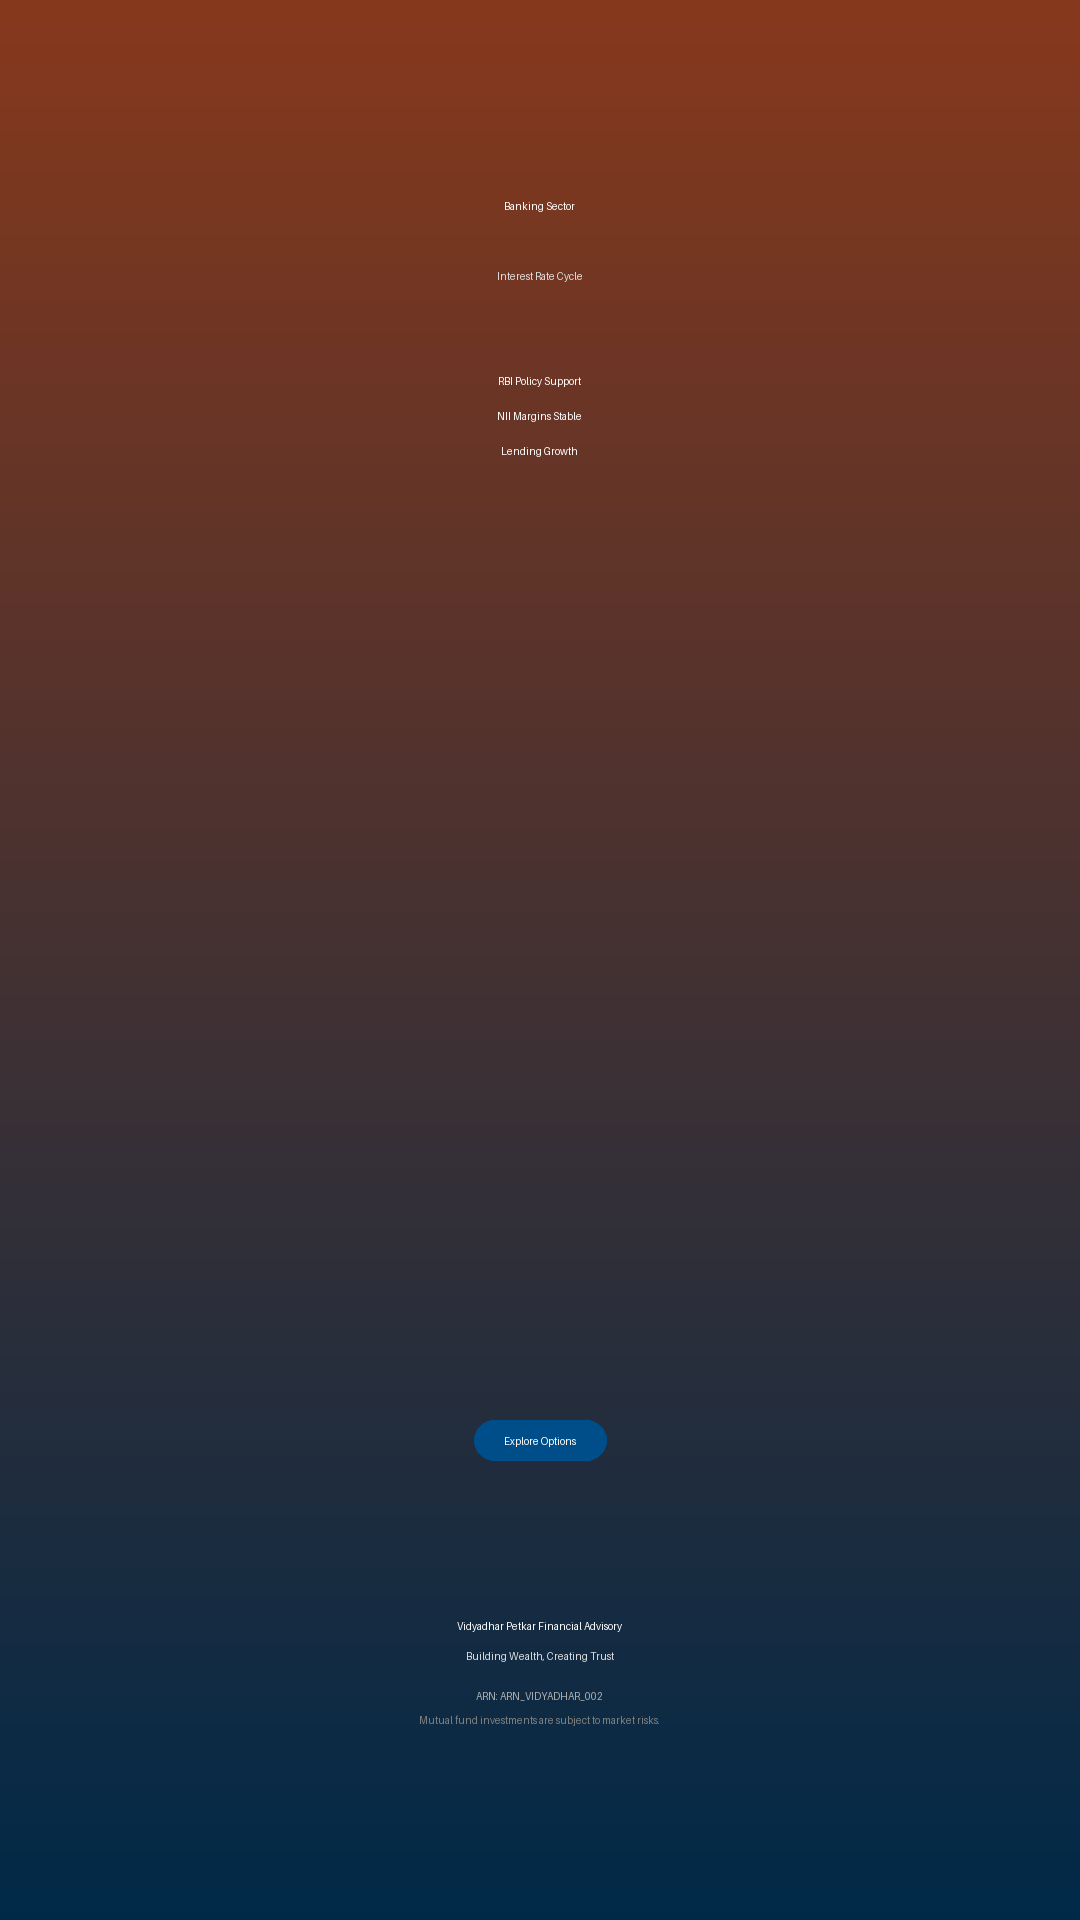 Banking Sector
Interest Rate Cycle
RBI Policy Support
NII Margins Stable
Lending Growth
Explore Options
Vidyadhar Petkar Financial Advisory
Building Wealth, Creating Trust
ARN: ARN_VIDYADHAR_002
Mutual fund investments are subject to market risks.